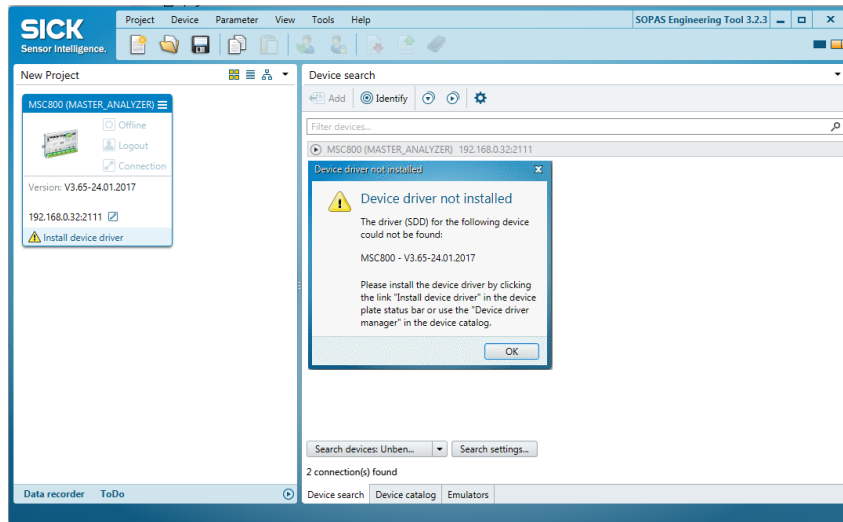 SICK
Sensor Intelligence.
Project Device Parameter View Tools Help
SOPAS Engineering Tool 3.2.3
New Project
MSC800 (MASTER_ANALYZER)
Offline
Logout
Connection
Version: V3.65-24.01.2017
192.168.0.32:2111
Install device driver
Data recorder ToDo
Device search
Add Identify
Filter devices...
MSC800 (MASTER_ANALYZER) 192.168.0.32:2111
Device driver not installed
Device driver not installed
The driver (SDD) for the following device
could not be found:
MSC800 - V3.65-24.01.2017
Please install the device driver by clicking
the link "Install device driver" in the device
plate status bar or use the "Device driver
manager" in the device catalog.
OK
Search devices: Unben... Search settings...
2 connection(s) found
Device search Device catalog Emulators